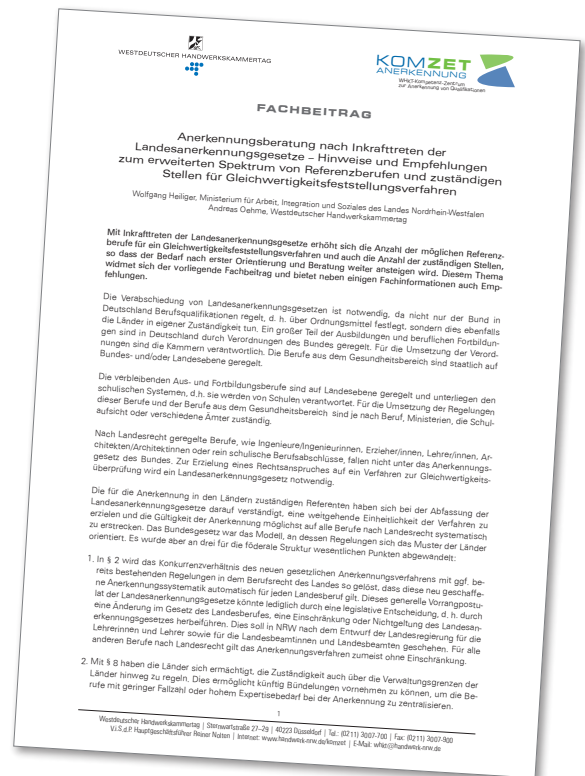 WESTDEUTSCHER HANDWERKSKAMMERTAG
KOMZET
ANERKENNUNG
WHKT-Kompetenz-Zentrum
zur Anerkennung von Qualifikationen
FACHBEITRAG
Anerkennungsberatung nach Inkrafttreten der
Landesanerkennungsgesetze – Hinweise und Empfehlungen
zum erweiterten Spektrum von Referenzberufen und zuständigen
Stellen für Gleichwertigkeitsfeststellungsverfahren
Wolfgang Heiliger, Ministerium für Arbeit, Integration und Soziales des Landes Nordrhein-Westfalen
Andreas Oehme, Westdeutscher Handwerkskammertag
Mit Inkrafttreten der Landesanerkennungsgesetze erhöht sich die Anzahl der möglichen Referenz-
berufe für ein Gleichwertigkeitsfeststellungsverfahren und auch die Anzahl der zuständigen Stellen,
so dass der Bedarf nach erster Orientierung und Beratung weiter ansteigen wird. Diesem Thema
widmet sich der vorliegende Fachbeitrag und bietet neben einigen Fachinformationen auch Emp-
fehlungen.
Die Verabschiedung von Landesanerkennungsgesetzen ist notwendig, da nicht nur der Bund in
Deutschland Berufsqualifikationen regelt, d. h. über Ordnungsmittel festlegt, sondern dies ebenfalls
die Länder in eigener Zuständigkeit tun. Ein großer Teil der Ausbildungen und beruflichen Fortbildun-
gen sind in Deutschland durch Verordnungen des Bundes geregelt. Für die Umsetzung der Verord-
nungen sind die Kammern verantwortlich. Die Berufe aus dem Gesundheitsbereich sind staatlich auf
Bundes- und/oder Landesebene geregelt.
Die verbleibenden Aus- und Fortbildungsberufe sind auf Landesebene geregelt und unterliegen den
schulischen Systemen, d.h. sie werden von Schulen verantwortet. Für die Umsetzung der Regelungen
dieser Berufe und der Berufe aus dem Gesundheitsbereich sind je nach Beruf, Ministerien, die Schul-
aufsicht oder verschiedene Ämter zuständig.
Nach Landesrecht geregelte Berufe, wie Ingenieure/Ingenieurinnen, Erzieher/innen, Lehrer/innen, Ar-
chitekten/Architektinnen oder rein schulische Berufsabschlüsse, fallen nicht unter das Anerkennungs-
gesetz des Bundes. Zur Erzielung eines Rechtsanspruches auf ein Verfahren zur Gleichwertigkeits-
überprüfung wird ein Landesanerkennungsgesetz notwendig.
Die für die Anerkennung in den Ländern zuständigen Referenten haben sich bei der Abfassung der
Landesanerkennungsgesetze darauf verständigt, eine weitgehende Einheitlichkeit der Verfahren zu
erzielen und die Gültigkeit der Anerkennung möglichst auf alle Berufe nach Landesrecht systematisch
zu erstrecken. Das Bundesgesetz war das Modell, an dessen Regelungen sich das Muster der Länder
orientiert. Es wurde aber an drei für die föderale Struktur wesentlichen Punkten abgewandelt:
1. In § 2 wird das Konkurrenzverhältnis des neuen gesetzlichen Anerkennungsverfahrens mit ggf. be-
reits bestehenden Regelungen in dem Berufsrecht des Landes so gelöst, dass diese neu geschaffe-
ne Anerkennungssystematik automatisch für jeden Landesberuf gilt. Dieses generelle Vorrangpostu-
lat der Landesanerkennungsgesetze könnte lediglich durch eine legislative Entscheidung, d. h. durch
eine Änderung im Gesetz des Landesberufes, eine Einschränkung oder Nichtgeltung des Landesan-
erkennungsgesetzes herbeiführen. Dies soll in NRW nach dem Entwurf der Landesregierung für die
Lehrerinnen und Lehrer sowie für die Landesbeamtinnen und Landesbeamten geschehen. Für alle
anderen Berufe nach Landesrecht gilt das Anerkennungsverfahren zumeist ohne Einschränkung.
2. Mit § 8 haben die Länder sich ermächtigt, die Zuständigkeit auch über die Verwaltungsgrenzen der
Länder hinweg zu regeln. Dies ermöglicht künftig Bündelungen vornehmen zu können, um die Be-
rufe mit geringer Fallzahl oder hohem Expertisebedarf bei der Anerkennung zu zentralisieren.
1
Westdeutscher Handwerkskammertag | Sternwartstraße 27–29 | 40223 Düsseldorf | Tel.: (0211) 3007-700 | Fax: (0211) 3007-900
V.i.S.d.P. Hauptgeschäftsführer Reiner Nolten | Internet: www.handwerk-nrw.de/komzet | E-Mail: whkt@handwerk-nrw.de